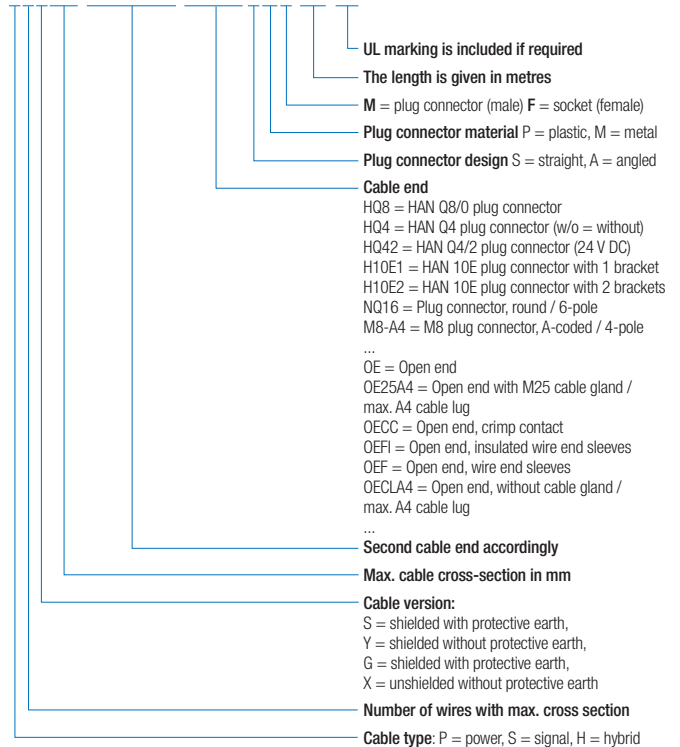 UL marking is included if required
The length is given in metres
M = plug connector (male) F = socket (female)
Plug connector material P = plastic, M = metal
Plug connector design S = straight, A = angled
Cable end
HQ8 = HAN Q8/0 plug connector
HQ4 = HAN Q4 plug connector (w/o = without)
HQ42 = HAN Q4/2 plug connector (24 V DC)
H10E1 = HAN 10E plug connector with 1 bracket
H10E2 = HAN 10E plug connector with 2 brackets
NQ16 = Plug connector, round / 6-pole
M8-A4 = M8 plug connector, A-coded / 4-pole
...
OE = Open end
OE25A4 = Open end with M25 cable gland /
max. A4 cable lug
OECC = Open end, crimp contact
OEFI = Open end, insulated wire end sleeves
OEF = Open end, wire end sleeves
OECLA4 = Open end, without cable gland /
max. A4 cable lug
...
Second cable end accordingly
Max. cable cross-section in mm
Cable version:
S = shielded with protective earth,
Y = shielded without protective earth,
G = shielded with protective earth,
X = unshielded without protective earth
Number of wires with max. cross section
Cable type: P = power, S = signal, H = hybrid